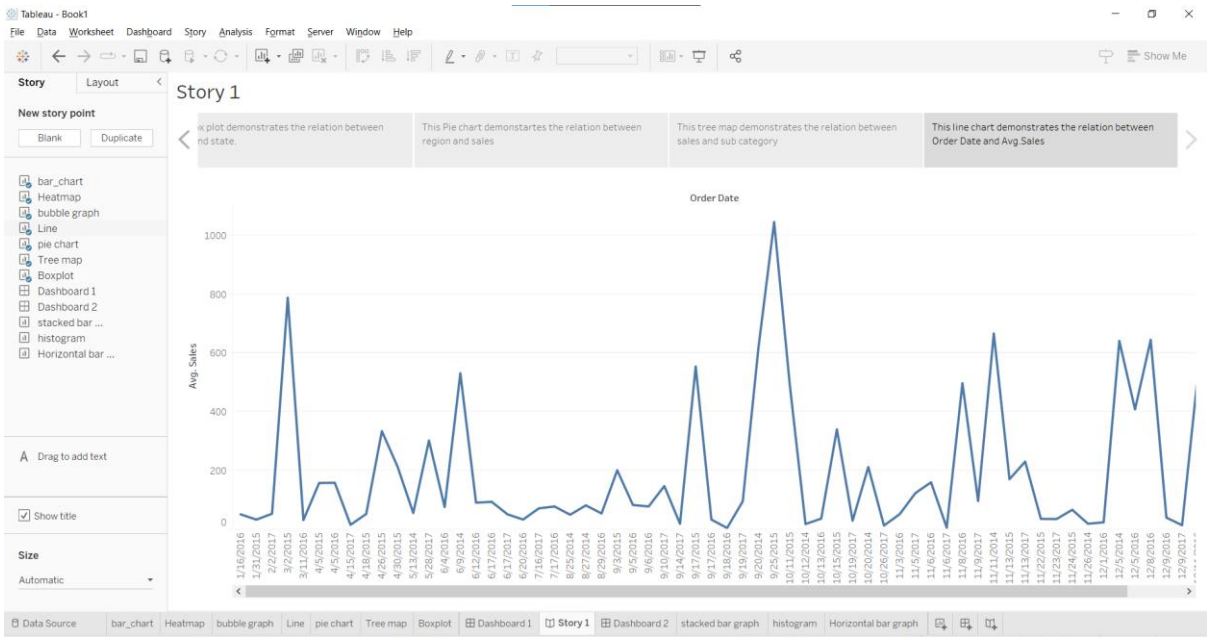 Tableau - Book1
File Data Worksheet Dashboard Story Analysis Format Server Window Help
Show Me
Story Layout
New story point
Blank Duplicate
bar_chart
Heatmap
bubble graph
Line
pie chart
Tree map
Boxplot
Dashboard 1
Dashboard 2
stacked bar ...
histogram
Horizontal bar ...
A Drag to add text
Show title
Size
Automatic
Story 1
x plot demonstrates the relation between
nd state.
This Pie chart demonstartes the relation between
region and sales
This tree map demonstrates the relation between
sales and sub category
This line chart demonstrates the relation between
Order Date and Avg.Sales
Order Date
Avg. Sales
1000
800
600
400
200
0
1/16/2016
1/31/2015
2/2/2017
3/2/2015
3/11/2016
4/5/2015
4/5/2016
4/15/2017
4/18/2015
4/26/2015
4/30/2015
5/13/2014
5/28/2017
6/4/2016
6/9/2014
6/12/2016
6/17/2016
6/17/2017
6/20/2016
7/16/2017
7/17/2016
8/25/2014
8/27/2014
8/29/2016
9/3/2015
9/5/2016
9/6/2016
9/10/2017
9/14/2017
9/17/2015
9/17/2016
9/18/2016
9/19/2016
9/20/2014
9/25/2015
10/11/2015
10/12/2014
10/13/2016
10/15/2015
10/19/2017
10/20/2016
10/26/2017
11/3/2016
11/5/2017
11/6/2016
11/6/2017
11/8/2016
11/9/2017
11/11/2014
11/13/2015
11/13/2017
11/22/2015
11/23/2017
11/24/2015
11/26/2016
12/1/2016
12/5/2015
12/5/2016
12/8/2016
12/9/2016
12/9/2017
Data Source bar_chart Heatmap bubble graph Line pie chart Tree map Boxplot Dashboard 1 Story 1 Dashboard 2 stacked bar graph histogram Horizontal bar graph